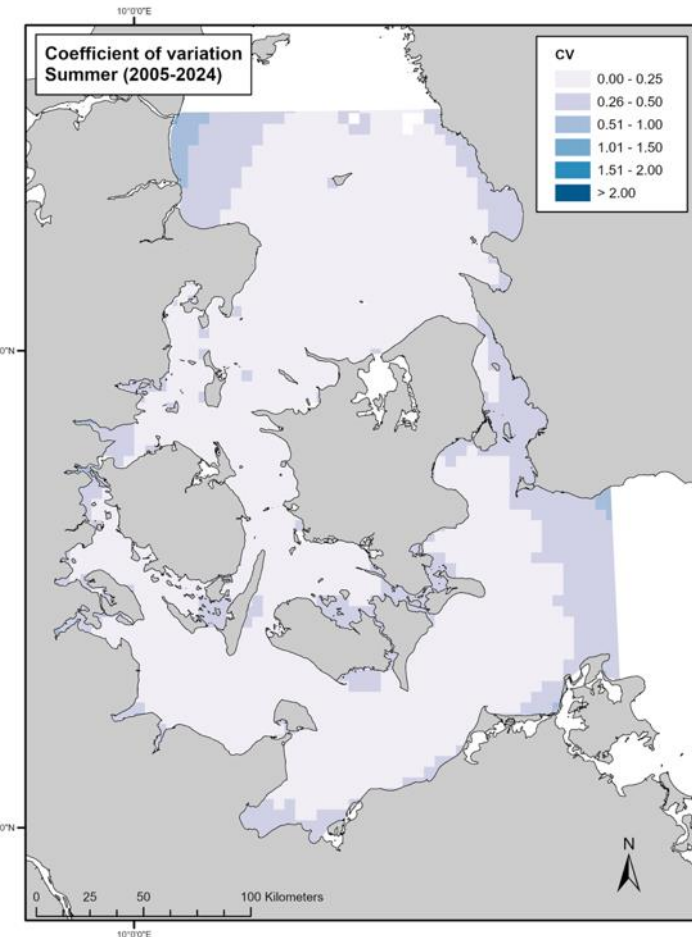 10°0'0"E
Coefficient of variation
Summer (2005-2024)
CV
0.00 - 0.25
0.26 - 0.50
0.51 - 1.00
1.01 - 1.50
1.51 - 2.00
> 2.00
0"N
0"N
N
0 25 50 100 Kilometers
10°0'0"E